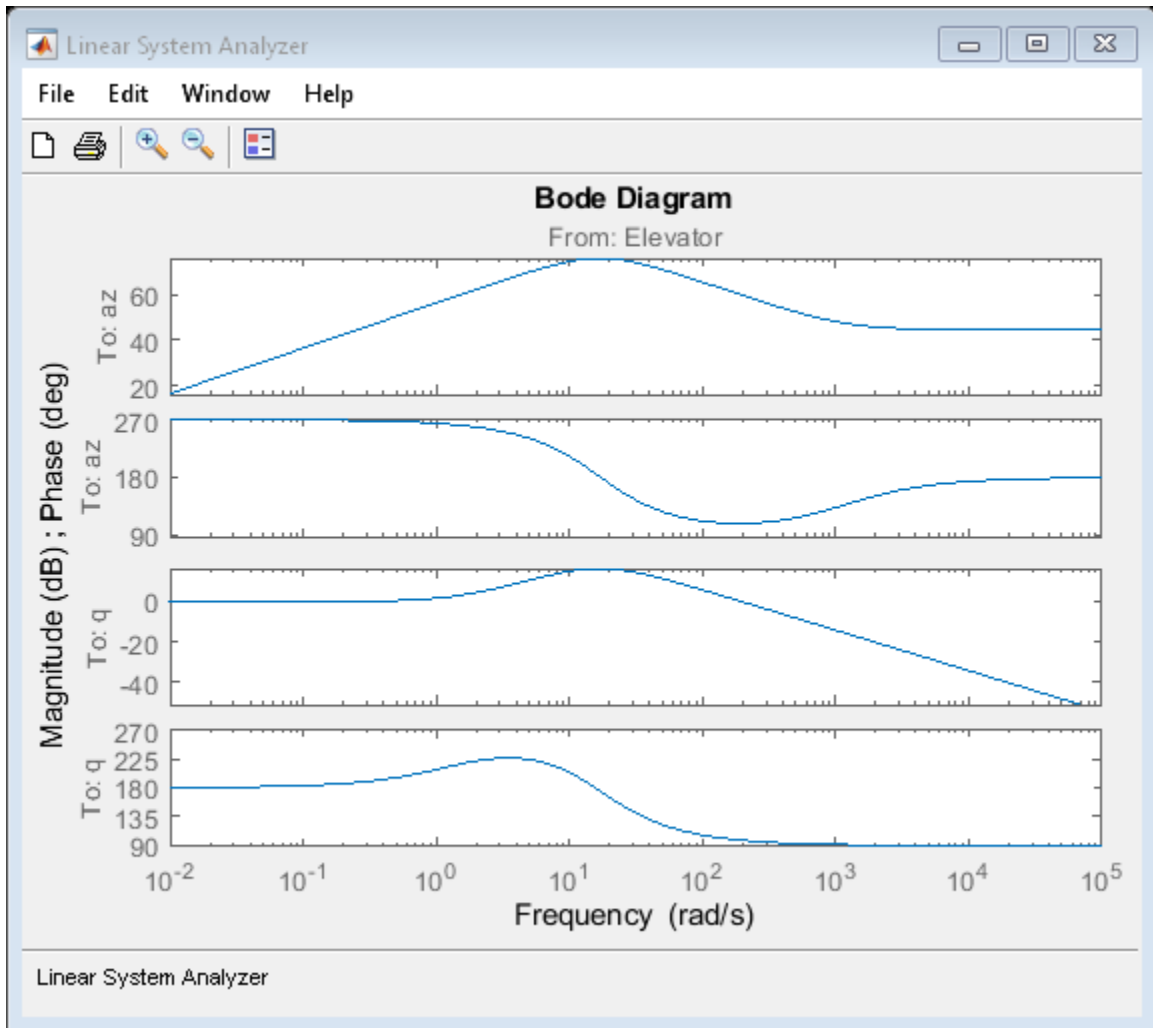 Linear System Analyzer
File Edit Window Help
Bode Diagram
From: Elevator
Magnitude (dB) ; Phase (deg)
To: az
60
40
20
To: az
270
180
90
To: q
0
-20
-40
To: q
270
225
180
135
90
10^-2 10^-1 10^0 10^1 10^2 10^3 10^4 10^5
Frequency (rad/s)
Linear System Analyzer